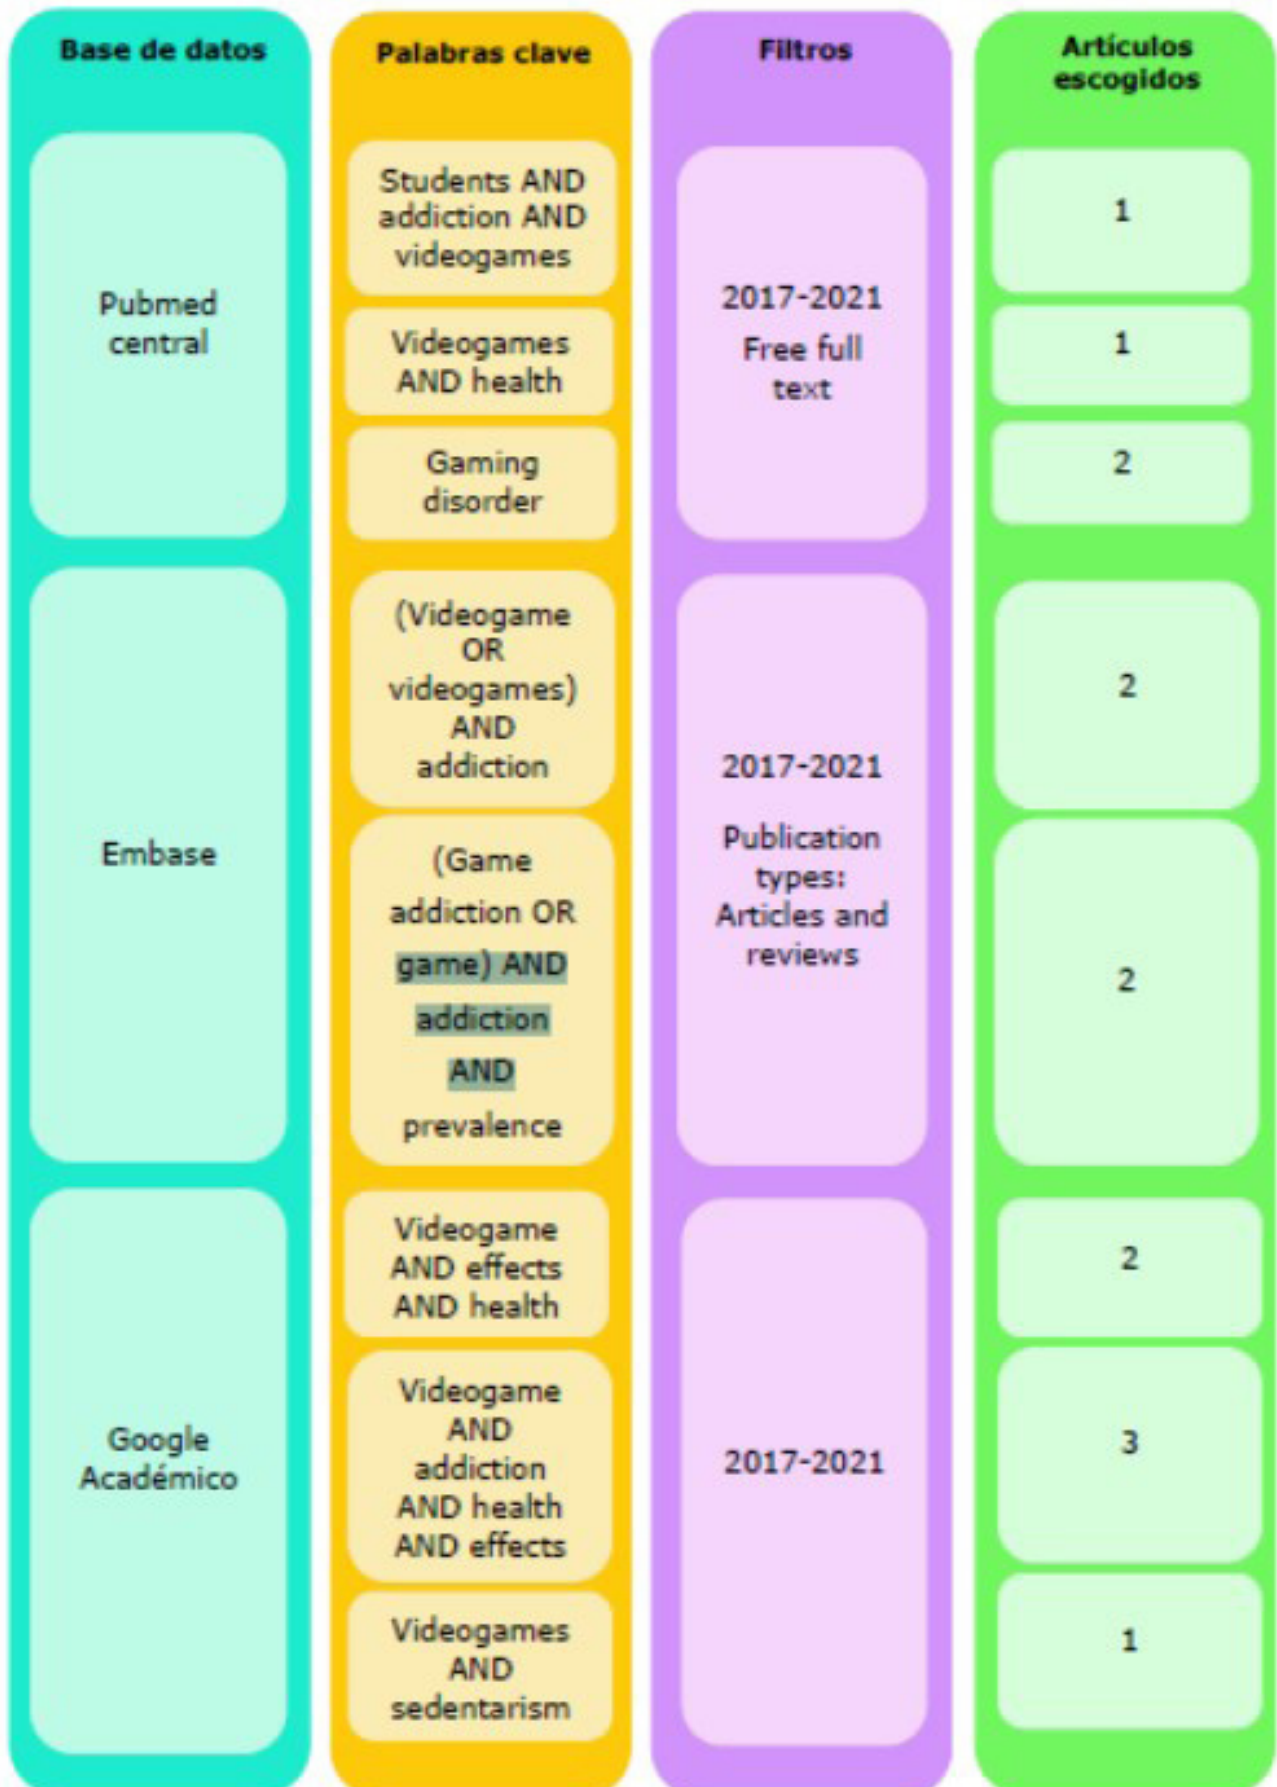 Base de datos
Palabras clave
Filtros
Artículos
escogidos
Pubmed
central
Students AND
addiction AND
videogames
Videogames
AND health
Gaming
disorder
2017-2021
Free full
text
1
1
2
Embase
(Videogame
OR
videogames)
AND
addiction
(Game
addiction OR
game) AND
addiction
AND
prevalence
2017-2021
Publication
types:
Articles and
reviews
2
2
Google
Académico
Videogame
AND effects
AND health
Videogame
AND
addiction
AND health
AND effects
Videogames
AND
sedentarism
2017-2021
2
3
1